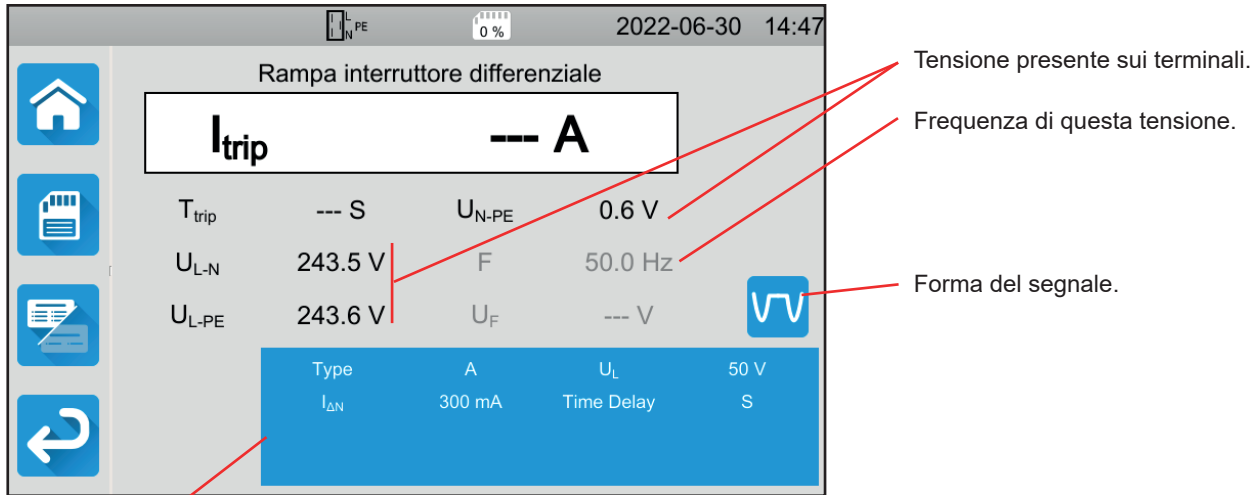 L
N PE
0 %
2022-06-30 14:47
Rampa interruttore differenziale
Itrip --- A
Ttrip --- S UN-PE 0.6 V
UL-N 243.5 V F 50.0 Hz
UL-PE 243.6 V UF --- V
Type A UL 50 V
IΔN 300 mA Time Delay S
Tensione presente sui terminali.
Frequenza di questa tensione.
Forma del segnale.